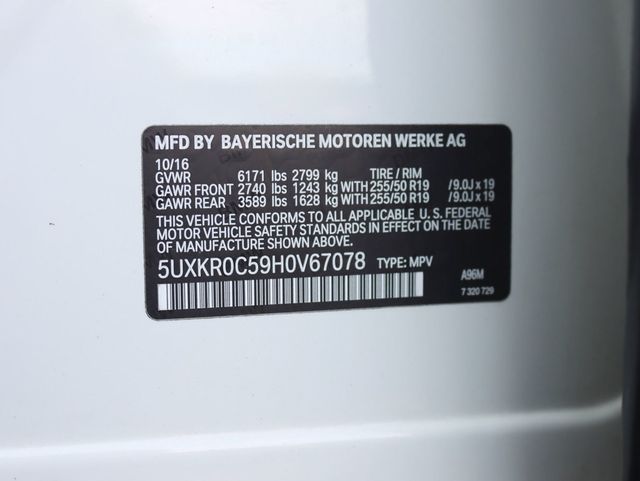 MFD BY BAYERISCHE MOTOREN WERKE AG
10/16
GVWR 6171 lbs 2799 kg TIRE / RIM
GAWR FRONT 2740 lbs 1243 kg WITH 255/50 R19 /9.0J x 19
GAWR REAR 3589 lbs 1628 kg WITH 255/50 R19 /9.0J x 19
THIS VEHICLE CONFORMS TO ALL APPLICABLE U. S. FEDERAL
MOTOR VEHICLE SAFETY STANDARDS IN EFFECT ON THE DATE OF
MANUFACTURE SHOWN ABOVE.
5UXKR0C59H0V67078 TYPE: MPV
A96M
7 320 729